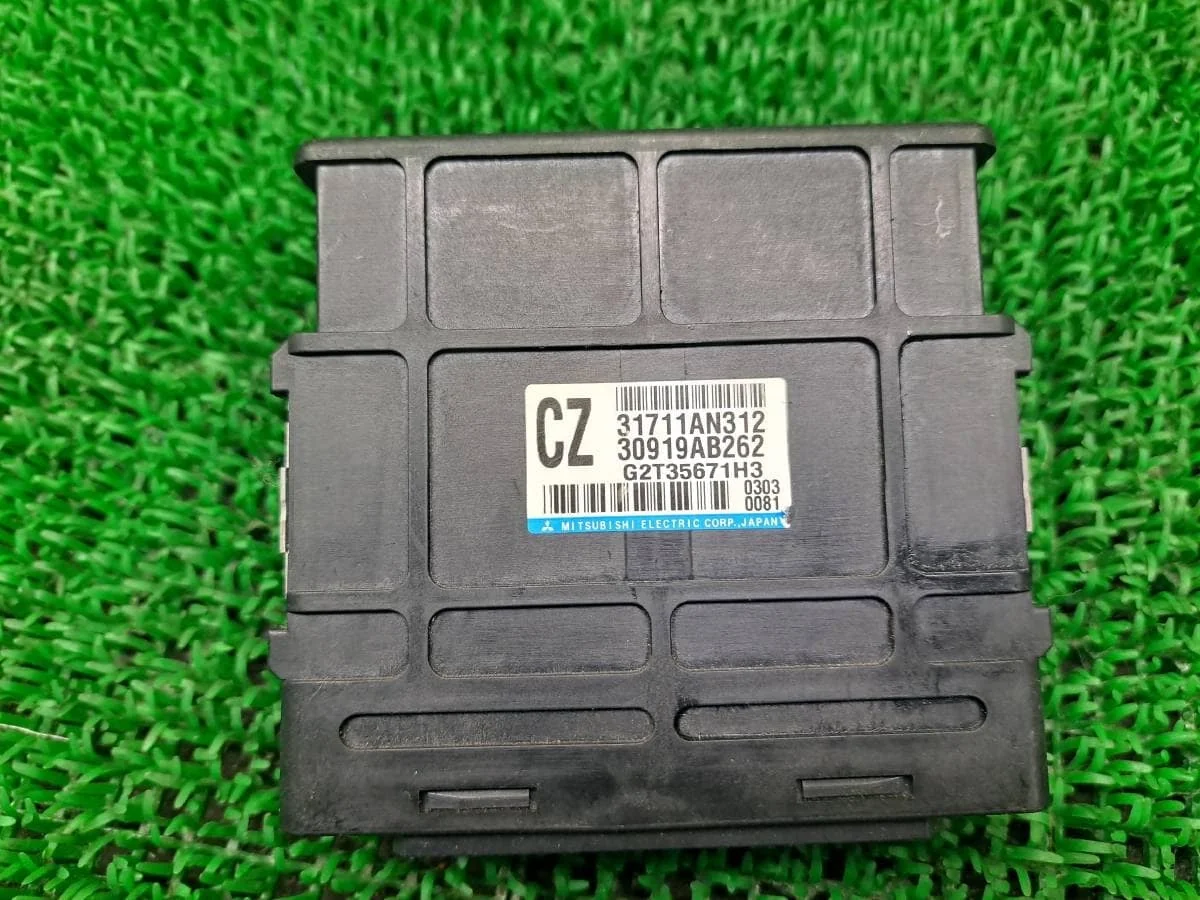 CZ
31711AN312
30919AB262
G2T35671H3
0303
0081
MITSUBISHI ELECTRIC CORP.,JAPAN